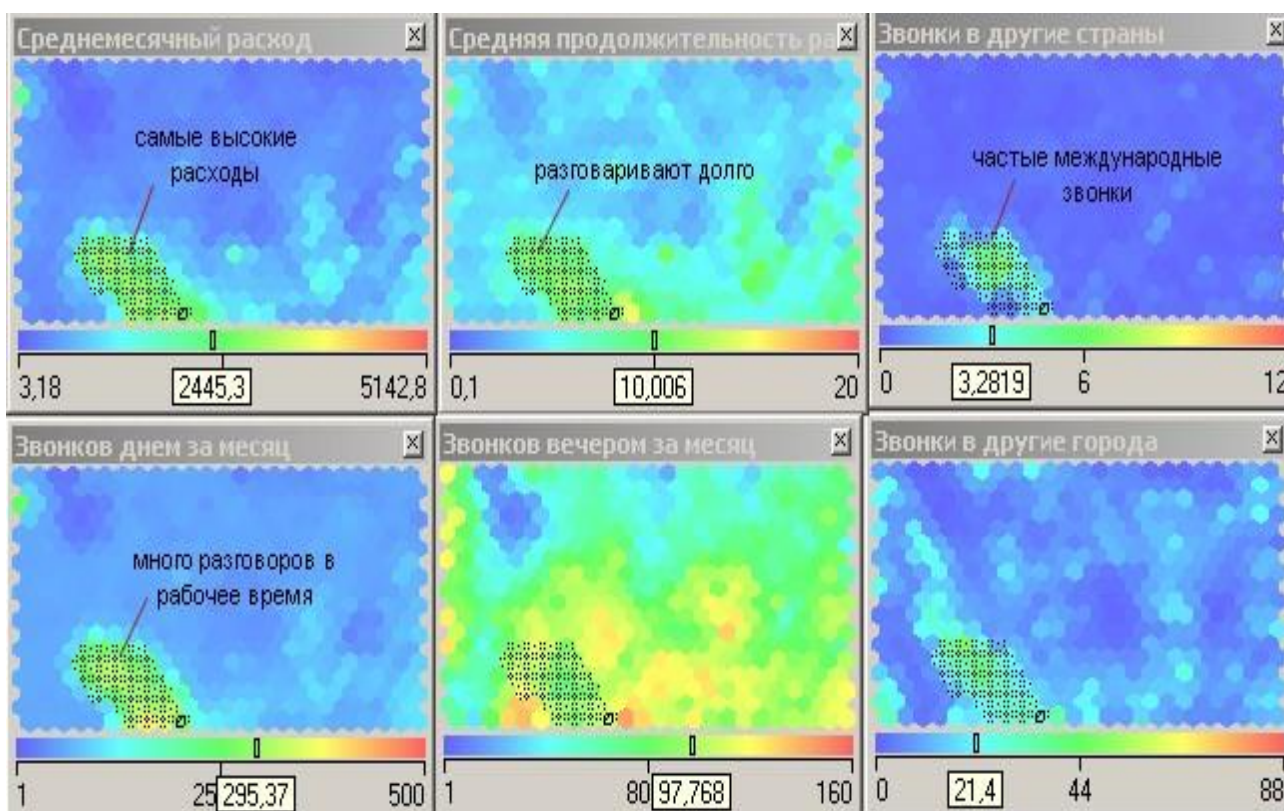 Среднемесячный расход
самые высокие
расходы
3,18 2445,3 5142,8
Средняя продолжительность ра
разговаривают долго
0,1 10,006 20
Звонки в другие страны
частые международные
звонки
0 3,2819 6 12
Звонков днем за месяц
много разговоров в
рабочее время
1 25 295,37 500
Звонков вечером за месяц
1 80 97,768 160
Звонки в другие города
0 21,4 44 88